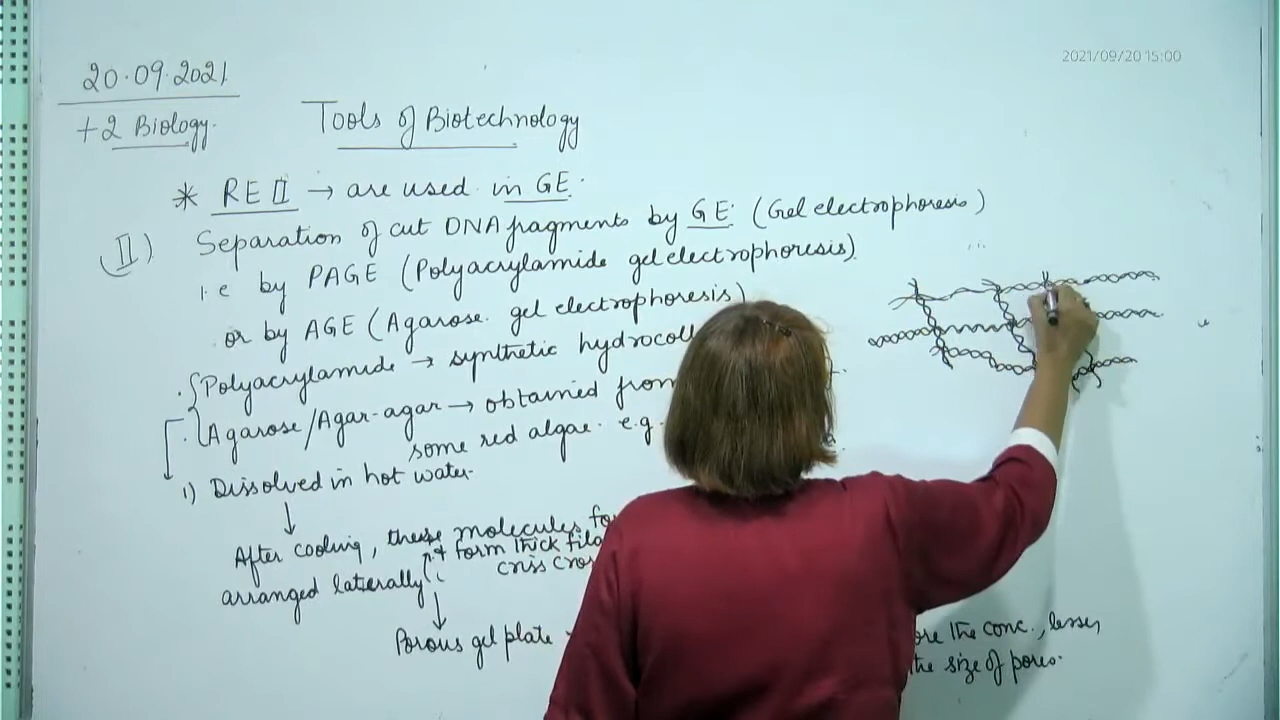 20.09.2021
2021/09/20 15:00
+2 Biology.
Tools of Biotechnology
* RE II → are used in GE.
II) Separation of cut DNA fragments by GE. (Gel electrophoresis)
i.e by PAGE (Polyacrylamide gel electrophoresis).
or by AGE (Agarose gel electrophoresis)
Polyacrylamide → synthetic
Agarose/Agar-agar → obtained from
some red algae. e.g.
1) Dissolved in hot water.
After cooling, these molecules
& form thick
arranged laterally
criss
Porous gel plate
the conc., lesser
the size of pores.